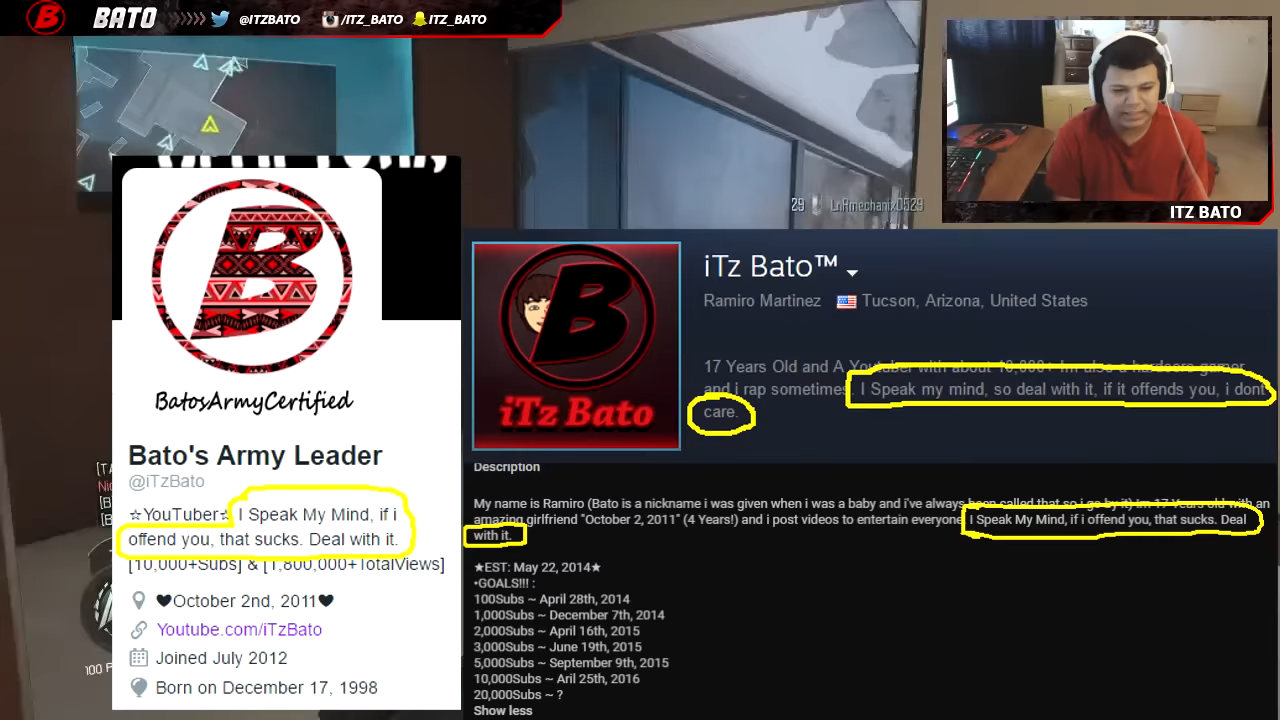 B BATO @ITZBATO /ITZ_BATO ITZ_BATO
ITZ BATO
29 LnRmechanix0529
B
BatosArmyCertified
Bato's Army Leader
@iTzBato
☆YouTuber☆ I Speak My Mind, if i
offend you, that sucks. Deal with it.
[10,000+Subs] & [1,800,000+TotalViews]
♥October 2nd, 2011♥
Youtube.com/iTzBato
Joined July 2012
Born on December 17, 1998
B
iTz Bato
iTz Bato™
Ramiro Martinez Tucson, Arizona, United States
17 Years Old and A Youtuber with about 10,000+ Im also a hardcore gamer
and i rap sometimes. I Speak my mind, so deal with it, if it offends you, i dont
care.
Description
My name is Ramiro (Bato is a nickname i was given when i was a baby and i've always been called that so i go by it) Im 17 Years old with an
amazing girlfriend "October 2, 2011" (4 Years!) and i post videos to entertain everyone I Speak My Mind, if i offend you, that sucks. Deal
with it.
★EST: May 22, 2014★
•GOALS!!! :
100Subs ~ April 28th, 2014
1,000Subs ~ December 7th, 2014
2,000Subs ~ April 16th, 2015
3,000Subs ~ June 19th, 2015
5,000Subs ~ September 9th, 2015
10,000Subs ~ Aril 25th, 2016
20,000Subs ~ ?
Show less
100